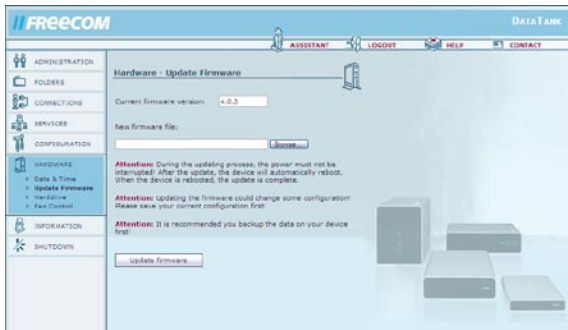 FREECOM
DATATANK
ASSISTANT
LOGOUT
HELP
CONTACT
ADMINISTRATION
FOLDERS
CONNECTIONS
SERVICES
CONFIGURATION
HARDWARE
Date & Time
Update Firmware
Harddrive
Fan Control
INFORMATION
SHUTDOWN
Hardware - Update Firmware
Current firmware version:
New firmware file:
Browse...
Attention: During the updating process, the power must not be
interrupted! After the update, the device will automatically reboot.
When the device is rebooted, the update is complete.
Attention: Updating the firmware could change some configuration!
Please save your current configuration first!
Attention: It is recommended you backup the data on your device
first!
Update firmware